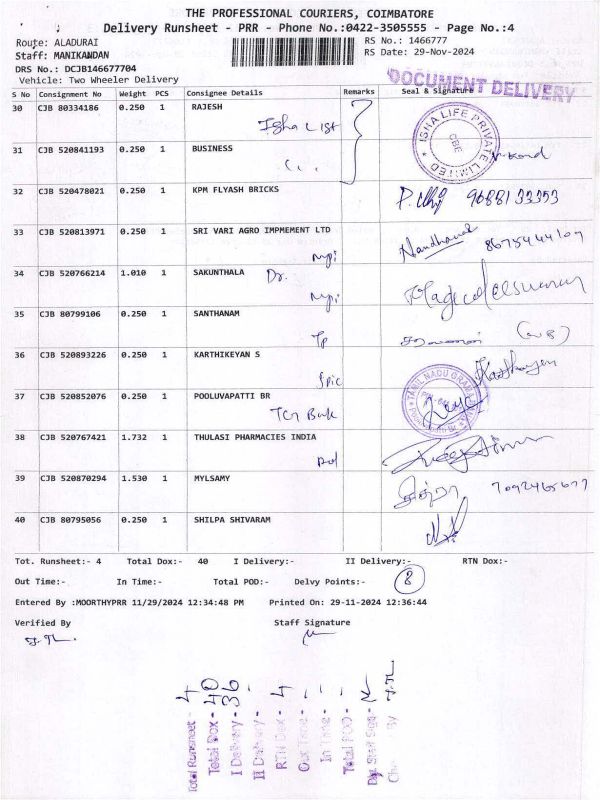 THE PROFESSIONAL COURIERS, COIMBATORE
Delivery Runsheet - PRR - Phone No.:0422-3505555 - Page No.:4
Route: ALADURAI
RS No.: 1466777
Staff: MANIKANDAN
RS Date: 29-Nov-2024
DRS No.: DCJB146677704
Vehicle: Two Wheeler Delivery
DOCUMENT DELIVERY
S No Consignment No Weight PCS Consignee Details Remarks Seal & Signature
30 CJB 80334186 0.250 1 RAJESH
Isha List
ISHA LIFE PRIVATE LIMITED
CBE
31 CJB 520841193 0.250 1 BUSINESS
32 CJB 520478021 0.250 1 KPM FLYASH BRICKS
9688133353
33 CJB 520813971 0.250 1 SRI VARI AGRO IMPMEMENT LTD
Nandhanal
34 CJB 520766214 1.010 1 SAKUNTHALA Dr.
35 CJB 80799106 0.250 1 SANTHANAM
36 CJB 520893226 0.250 1 KARTHIKEYAN S
Karthikeyan
37 CJB 520852076 0.250 1 POOLUVAPATTI BR
TAMIL NADU GRAMA
38 CJB 520767421 1.732 1 THULASI PHARMACIES INDIA
39 CJB 520870294 1.530 1 MYLSAMY
சித்ரா
40 CJB 80795056 0.250 1 SHILPA SHIVARAM
Tot. Runsheet:- 4 Total Dox:- 40 I Delivery:- II Delivery:- RTN Dox:-
Out Time:- In Time:- Total POD:- Delvy Points:- 8
Entered By :MOORTHYPRR 11/29/2024 12:34:48 PM Printed On: 29-11-2024 12:36:44
Verified By Staff Signature
Total Runsheet - 4
Total Dox - 40
I Delivery - 36
II Delivery -
RTN Dox - 4
Out Time -
In Time -
Total POD -